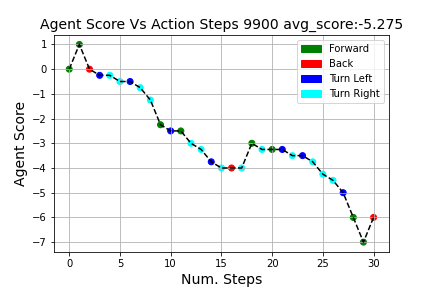 Agent Score Vs Action Steps 9900 avg_score:-5.275
Agent Score
1
0
−1
−2
−3
−4
−5
−6
−7
Forward
Back
Turn Left
Turn Right
0 5 10 15 20 25 30
Num. Steps